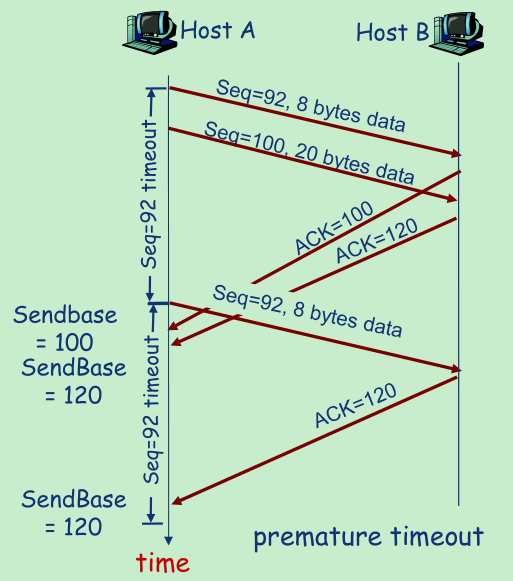 Host A
Host B
Seq=92, 8 bytes data
Seq=100, 20 bytes data
Seq=92 timeout
ACK=100
ACK=120
Seq=92, 8 bytes data
Sendbase
= 100
SendBase
= 120
Seq=92 timeout
ACK=120
SendBase
= 120
premature timeout
time